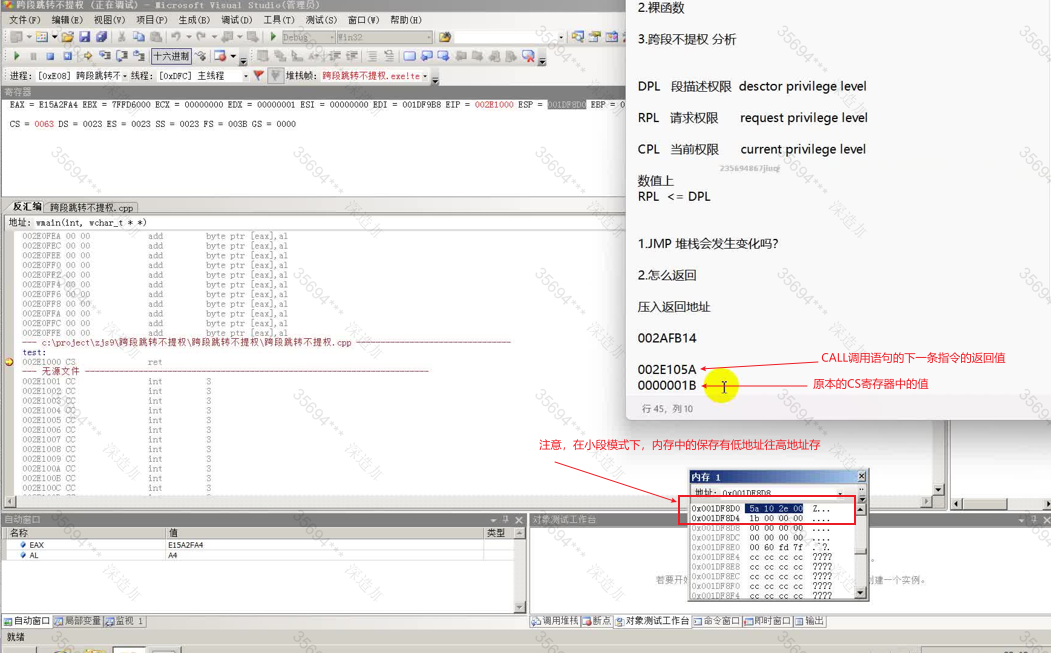 跨段跳转不提权 (正在调试) - Microsoft Visual Studio(管理员)
文件(F) 编辑(E) 视图(V) 项目(P) 生成(B) 调试(D) 工具(T) 测试(S) 窗口(W) 帮助(H)
Debug Win32
十六进制
进程: [0xE08] 跨段跳转不 线程: [0xDFC] 主线程 堆栈帧: 跨段跳转不提权.exe!te
寄存器
EAX = E15A2FA4 EBX = 7FFD6000 ECX = 00000000 EDX = 00000001 ESI = 00000000 EDI = 001DF9B8 EIP = 002E1000 ESP = 001DF8D0 EBP = 0
CS = 0063 DS = 0023 ES = 0023 SS = 0023 FS = 003B GS = 0000
反汇编 跨段跳转不提权.cpp
地址: wmain(int, wchar_t * *)
002E0FEA 00 00 add byte ptr [eax],al
002E0FEC 00 00 add byte ptr [eax],al
002E0FEE 00 00 add byte ptr [eax],al
002E0FF0 00 00 add byte ptr [eax],al
002E0FF2 00 00 add byte ptr [eax],al
002E0FF4 00 00 add byte ptr [eax],al
002E0FF6 00 00 add byte ptr [eax],al
002E0FF8 00 00 add byte ptr [eax],al
002E0FFA 00 00 add byte ptr [eax],al
002E0FFC 00 00 add byte ptr [eax],al
002E0FFE 00 00 add byte ptr [eax],al
--- c:\project\zjs9\跨段跳转不提权\跨段跳转不提权\跨段跳转不提权.cpp
test:
002E1000 C3 ret
--- 无源文件
002E1001 CC int 3
002E1002 CC int 3
002E1003 CC int 3
002E1004 CC int 3
002E1005 CC int 3
002E1006 CC int 3
002E1007 CC int 3
002E1008 CC int 3
002E1009 CC int 3
002E100A CC int 3
002E100B CC int 3
002E100C CC int 3
2.裸函数
3.跨段不提权 分析
DPL 段描述权限 desctor privilege level
RPL 请求权限 request privilege level
CPL 当前权限 current privilege level
235694867jiuqi
数值上
RPL <= DPL
1.JMP 堆栈会发生变化吗?
2.怎么返回
压入返回地址
002AFB14
002E105A
0000001B
CALL调用语句的下一条指令的返回值
原本的CS寄存器中的值
行 45，列 10
注意，在小段模式下，内存中的保存有低地址往高地址存
内存 1
地址: 0x001DF8D8
0x001DF8D0 5a 10 2e 00 Z...
0x001DF8D4 1b 00 00 00 ....
0x001DF8D8 00 00 00 00 ....
0x001DF8DC 00 00 00 00 ....
0x001DF8E0 00 60 fd 7f
0x001DF8E4 cc cc cc cc ????
0x001DF8E8 cc cc cc cc ????
0x001DF8EC cc cc cc cc ????
0x001DF8F0 cc cc cc cc ????
0x001DF8F4 cc cc cc cc ????
自动窗口
名称 值 类型
EAX E15A2FA4
AL A4
对象测试工作台
若要开 创建一个实例。
自动窗口 局部变量 监视 1
调用堆栈 断点 对象测试工作台 命令窗口 即时窗口 输出
就绪